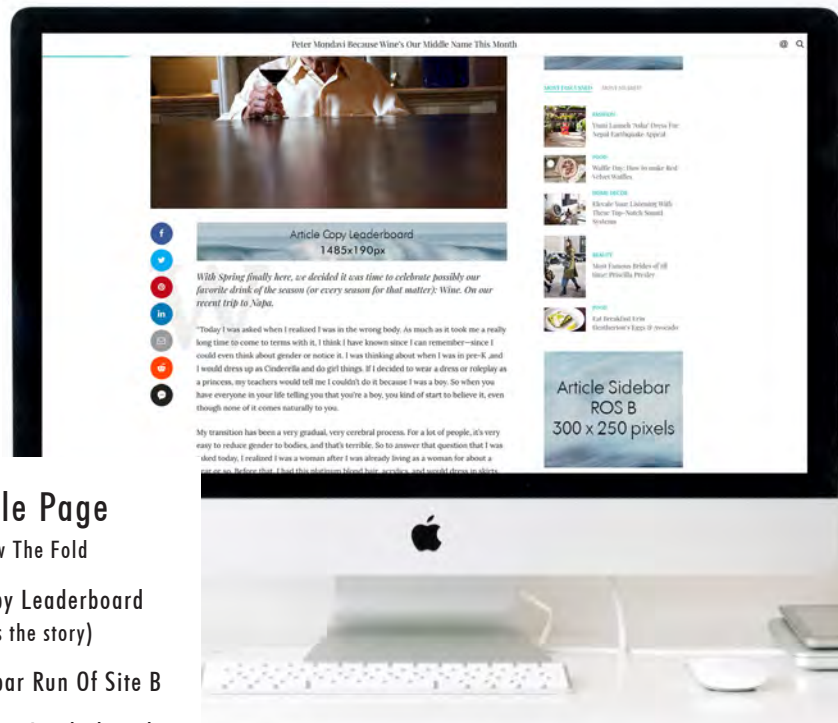 Peter Mondavi Because Wine's Our Middle Name This Month
Article Copy Leaderboard
1485x190px
With Spring finally here, we decided it was time to celebrate possibly our
favorite drink of the season (or every season for that matter): Wine. On our
recent trip to Napa.
"Today I was asked when I realized I was in the wrong body. As much as it took me a really
long time to come to terms with it, I think I have known since I can remember—since I
could even think about gender or notice it. I was thinking about when I was in pre-K ,and
I would dress up as Cinderella and do girl things. If I decided to wear a dress or roleplay as
a princess, my teachers would tell me I couldn't do it because I was a boy. So when you
have everyone in your life telling you that you're a boy, you kind of start to believe it, even
though none of it comes naturally to you.
My transition has been a very gradual, very cerebral process. For a lot of people, it's very
easy to reduce gender to bodies, and that's terrible. So to answer that question that I was
asked today, I realized I was a woman after I was already living as a woman for about a
year or so. Before that, I had this platinum blond hair, acrylics, and would dress in skirts,
MOST FAVED
MOST SHARED
FASHION
Launch Dress For
Nepal Earthquake Appeal
FOOD
Waffle Day: How to make Red
Velvet Waffles
HOME DECOR
Elevate Your Listening With
These Top-Notch Sound
Systems
BEAUTY
Most Famous Brides of All
time: Priscilla Presley
FOOD
Eat Breakfast
Eggs & Avocado
Article Sidebar
ROS B
300 x 250 pixels
le Page
w The Fold
py Leaderboard
s the story)
bar Run Of Site B